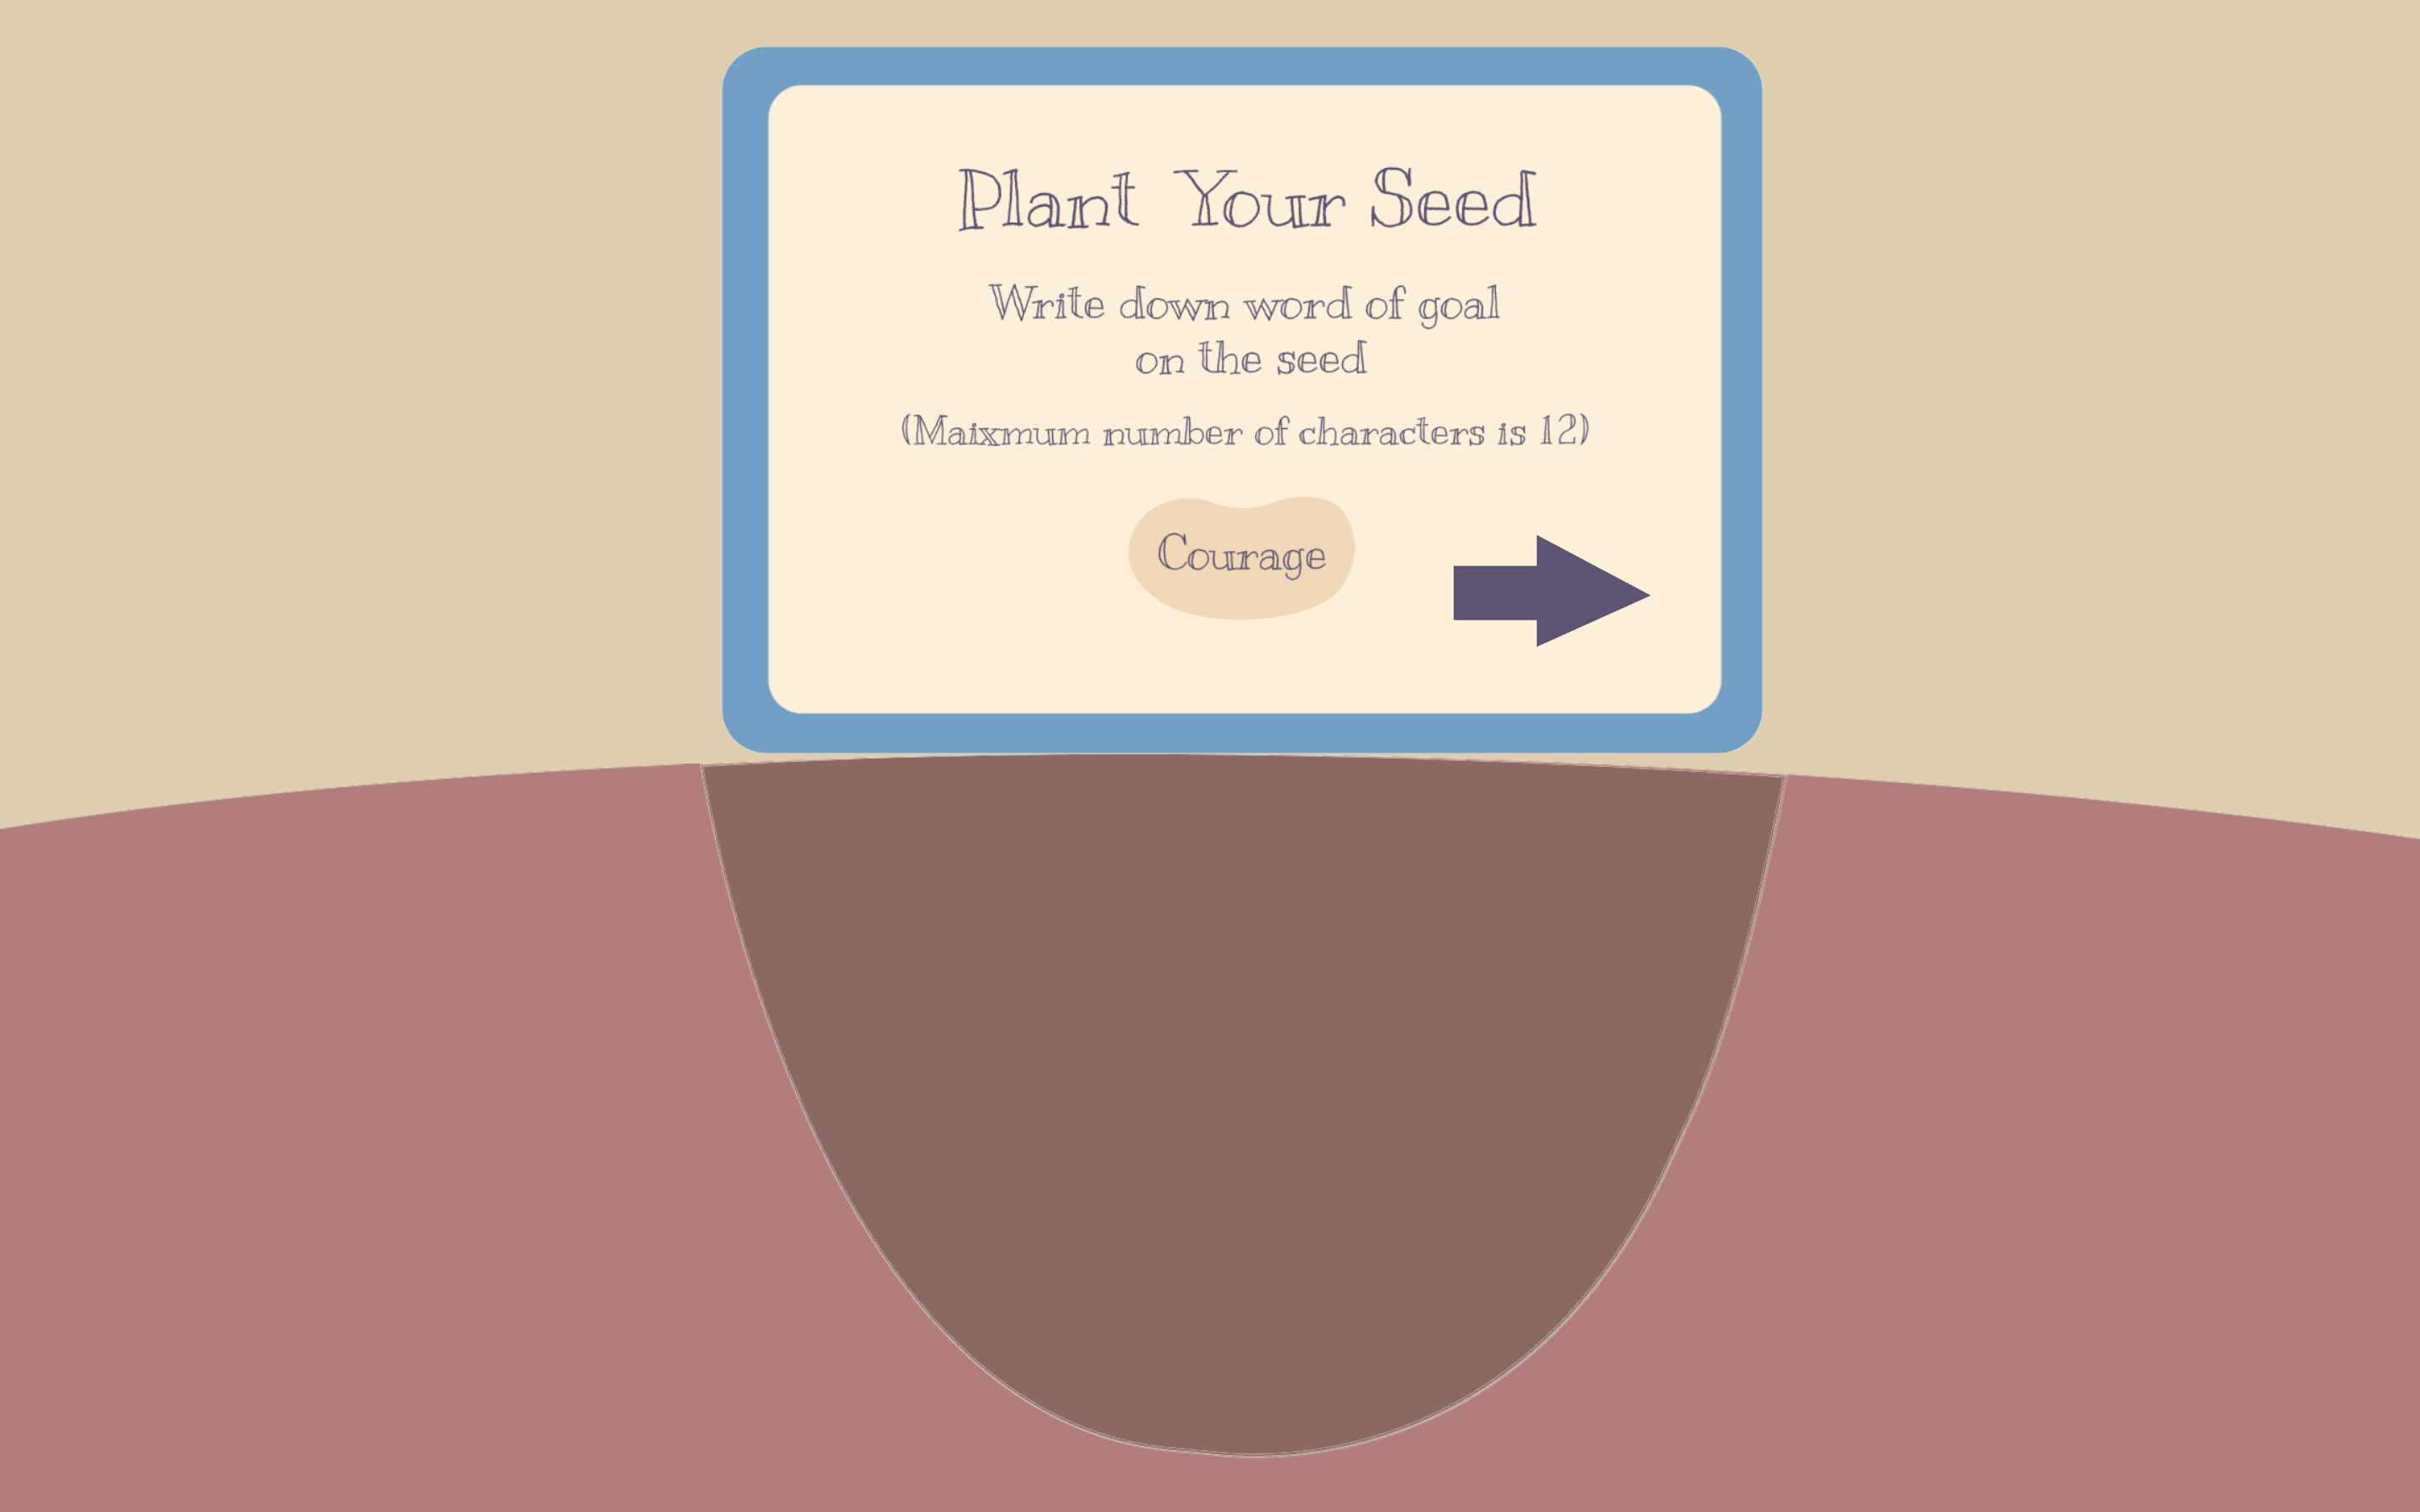 Plant Your Seed
Write down word of goal
on the seed
(Maixmum number of characters is 12)
Courage